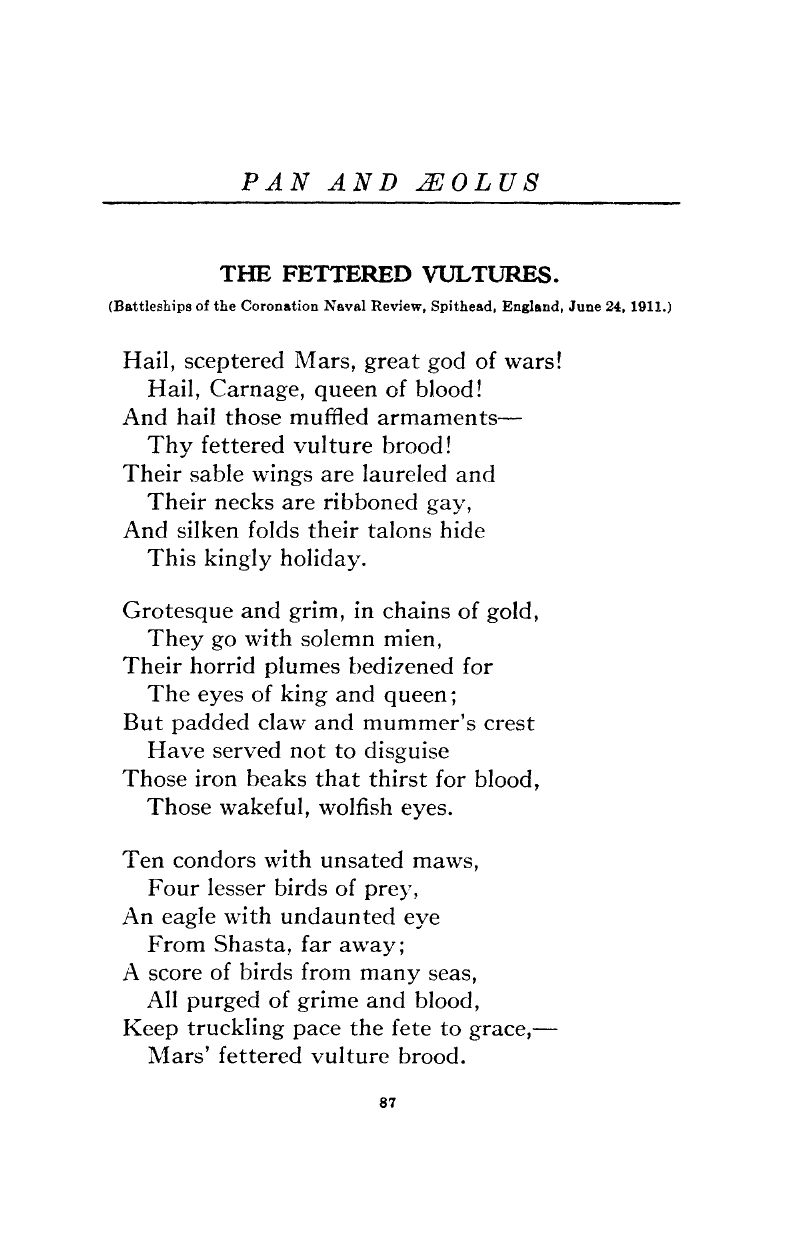 PAN AND ÆOLUS
THE FETTERED VULTURES.
(Battleships of the Coronation Naval Review, Spithead, England, June 24, 1911.)
Hail, sceptered Mars, great god of wars!
Hail, Carnage, queen of blood!
And hail those muffled armaments—
Thy fettered vulture brood!
Their sable wings are laureled and
Their necks are ribboned gay,
And silken folds their talons hide
This kingly holiday.
Grotesque and grim, in chains of gold,
They go with solemn mien,
Their horrid plumes bedizened for
The eyes of king and queen;
But padded claw and mummer's crest
Have served not to disguise
Those iron beaks that thirst for blood,
Those wakeful, wolfish eyes.
Ten condors with unsated maws,
Four lesser birds of prey,
An eagle with undaunted eye
From Shasta, far away;
A score of birds from many seas,
All purged of grime and blood,
Keep truckling pace the fete to grace,—
Mars' fettered vulture brood.
87